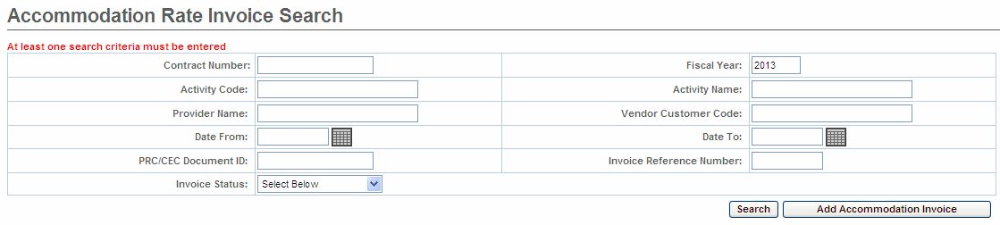 Accommodation Rate Invoice Search
At least one search criteria must be entered
Contract Number: Fiscal Year: 2013
Activity Code: Activity Name:
Provider Name: Vendor Customer Code:
Date From: Date To:
PRC/CEC Document ID: Invoice Reference Number:
Invoice Status: Select Below
Search Add Accommodation Invoice